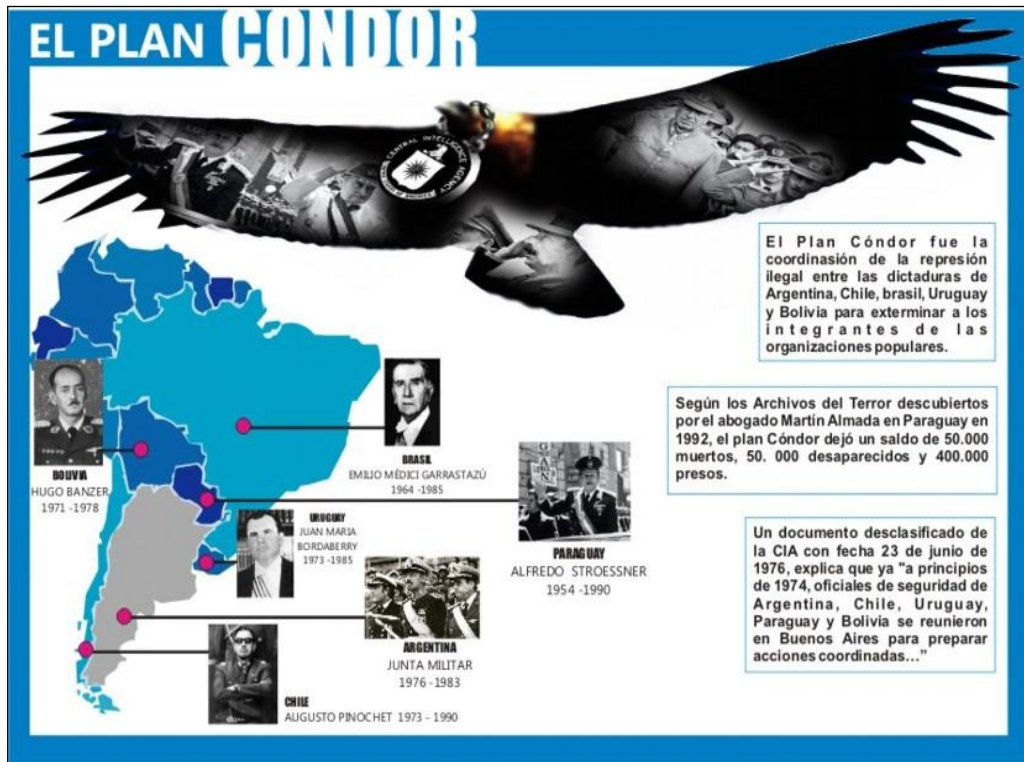 EL PLAN CONDOR
CENTRAL INTELLIGENCE AGENCY
El Plan Cóndor fue la
coordinasión de la represión
ilegal entre las dictaduras de
Argentina, Chile, brasil, Uruguay
y Bolivia para exterminar a los
integrantes de las
organizaciones populares.
Según los Archivos del Terror descubiertos
por el abogado Martín Almada en Paraguay en
1992, el plan Cóndor dejó un saldo de 50.000
muertos, 50. 000 desaparecidos y 400.000
presos.
Un documento desclasificado de
la CIA con fecha 23 de junio de
1976, explica que ya "a principios
de 1974, oficiales de seguridad de
Argentina, Chile, Uruguay,
Paraguay y Bolivia se reunieron
en Buenos Aires para preparar
acciones coordinadas…"
BOLIVIA
HUGO BANZER
1971 -1978
BRASIL
EMILIO MÉDICI GARRASTAZÚ
1964 -1985
URUGUAY
JUAN MARIA
BORDABERRY
1973 -1985
PARAGUAY
ALFREDO STROESSNER
1954 -1990
ARGENTINA
JUNTA MILITAR
1976 -1983
CHILE
AUGUSTO PINOCHET 1973 - 1990